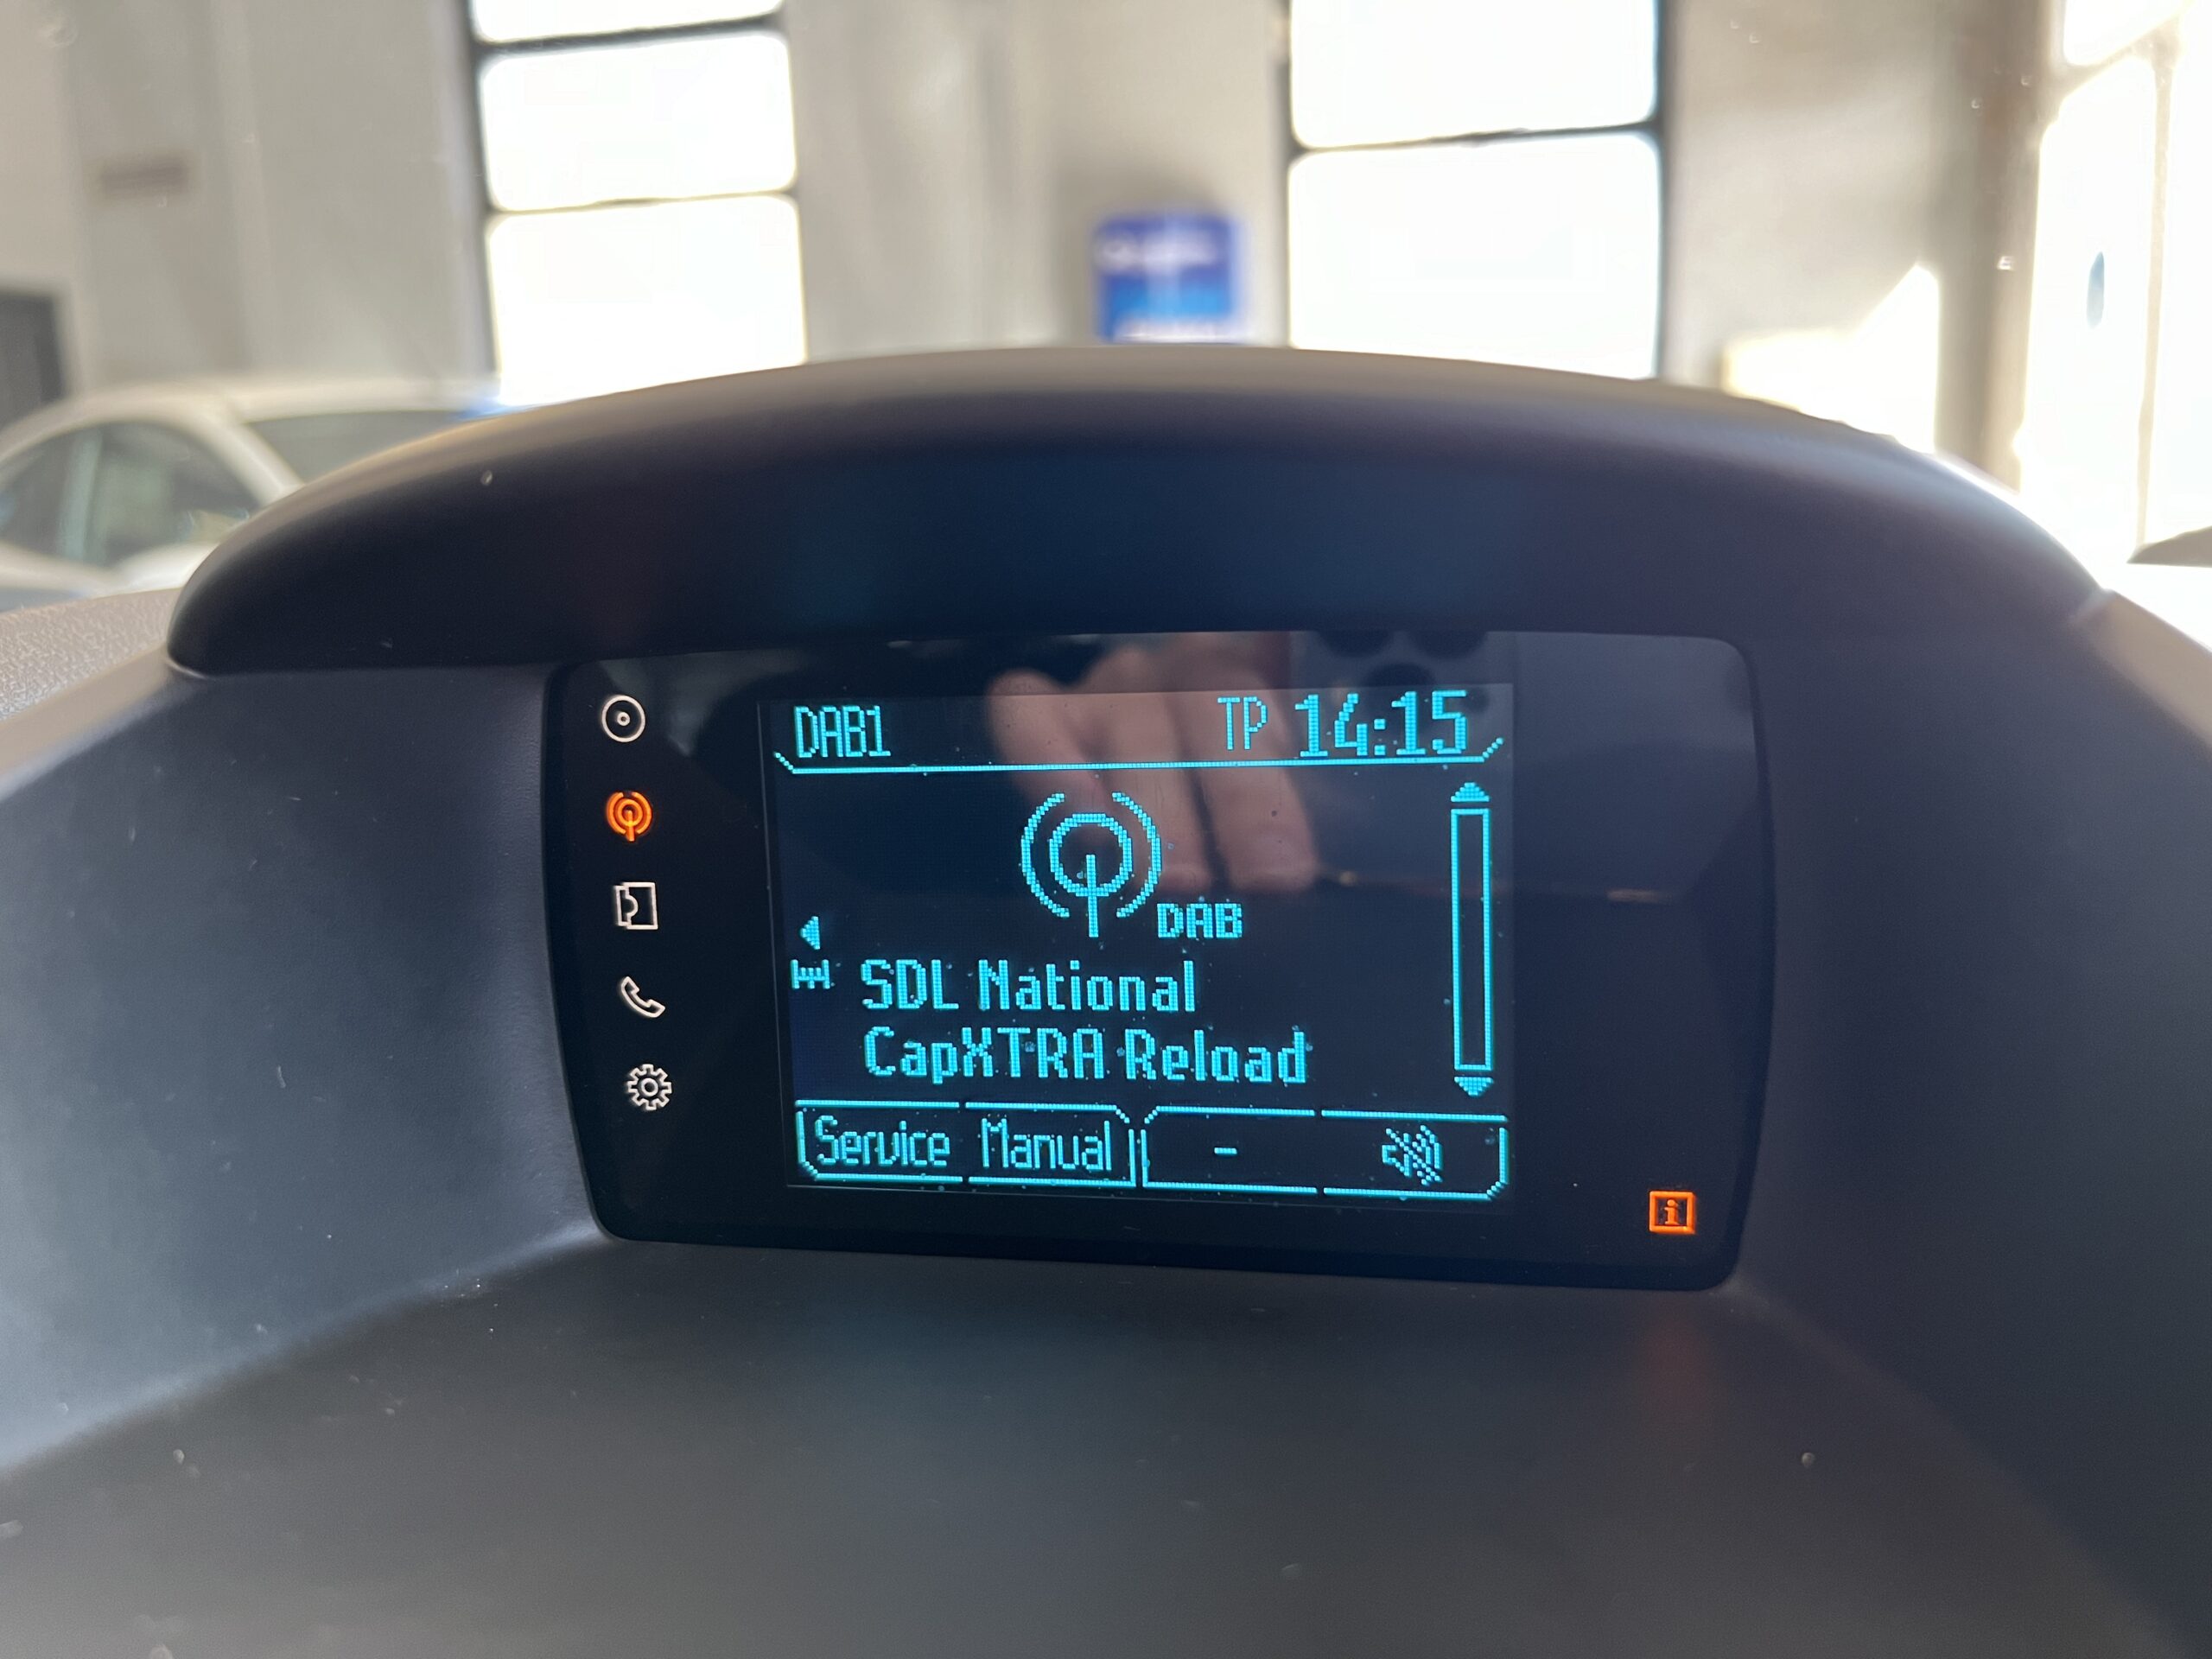 DAB1 TP 14:15
DAB
SDL National
CapXTRA Reload
Service Manual -
i